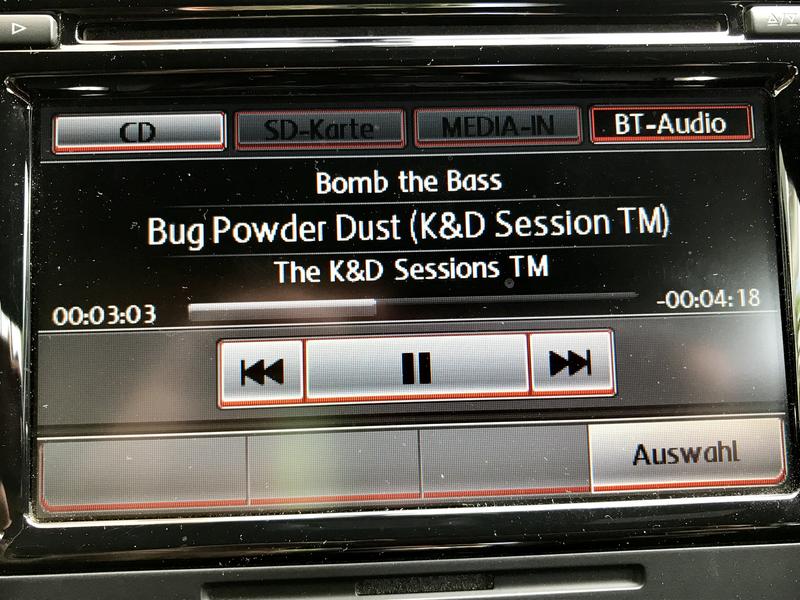 CD SD-Karte MEDIA-IN BT-Audio
Bomb the Bass
Bug Powder Dust (K&D Session TM)
The K&D Sessions TM
00:03:03 -00:04:18
Auswahl